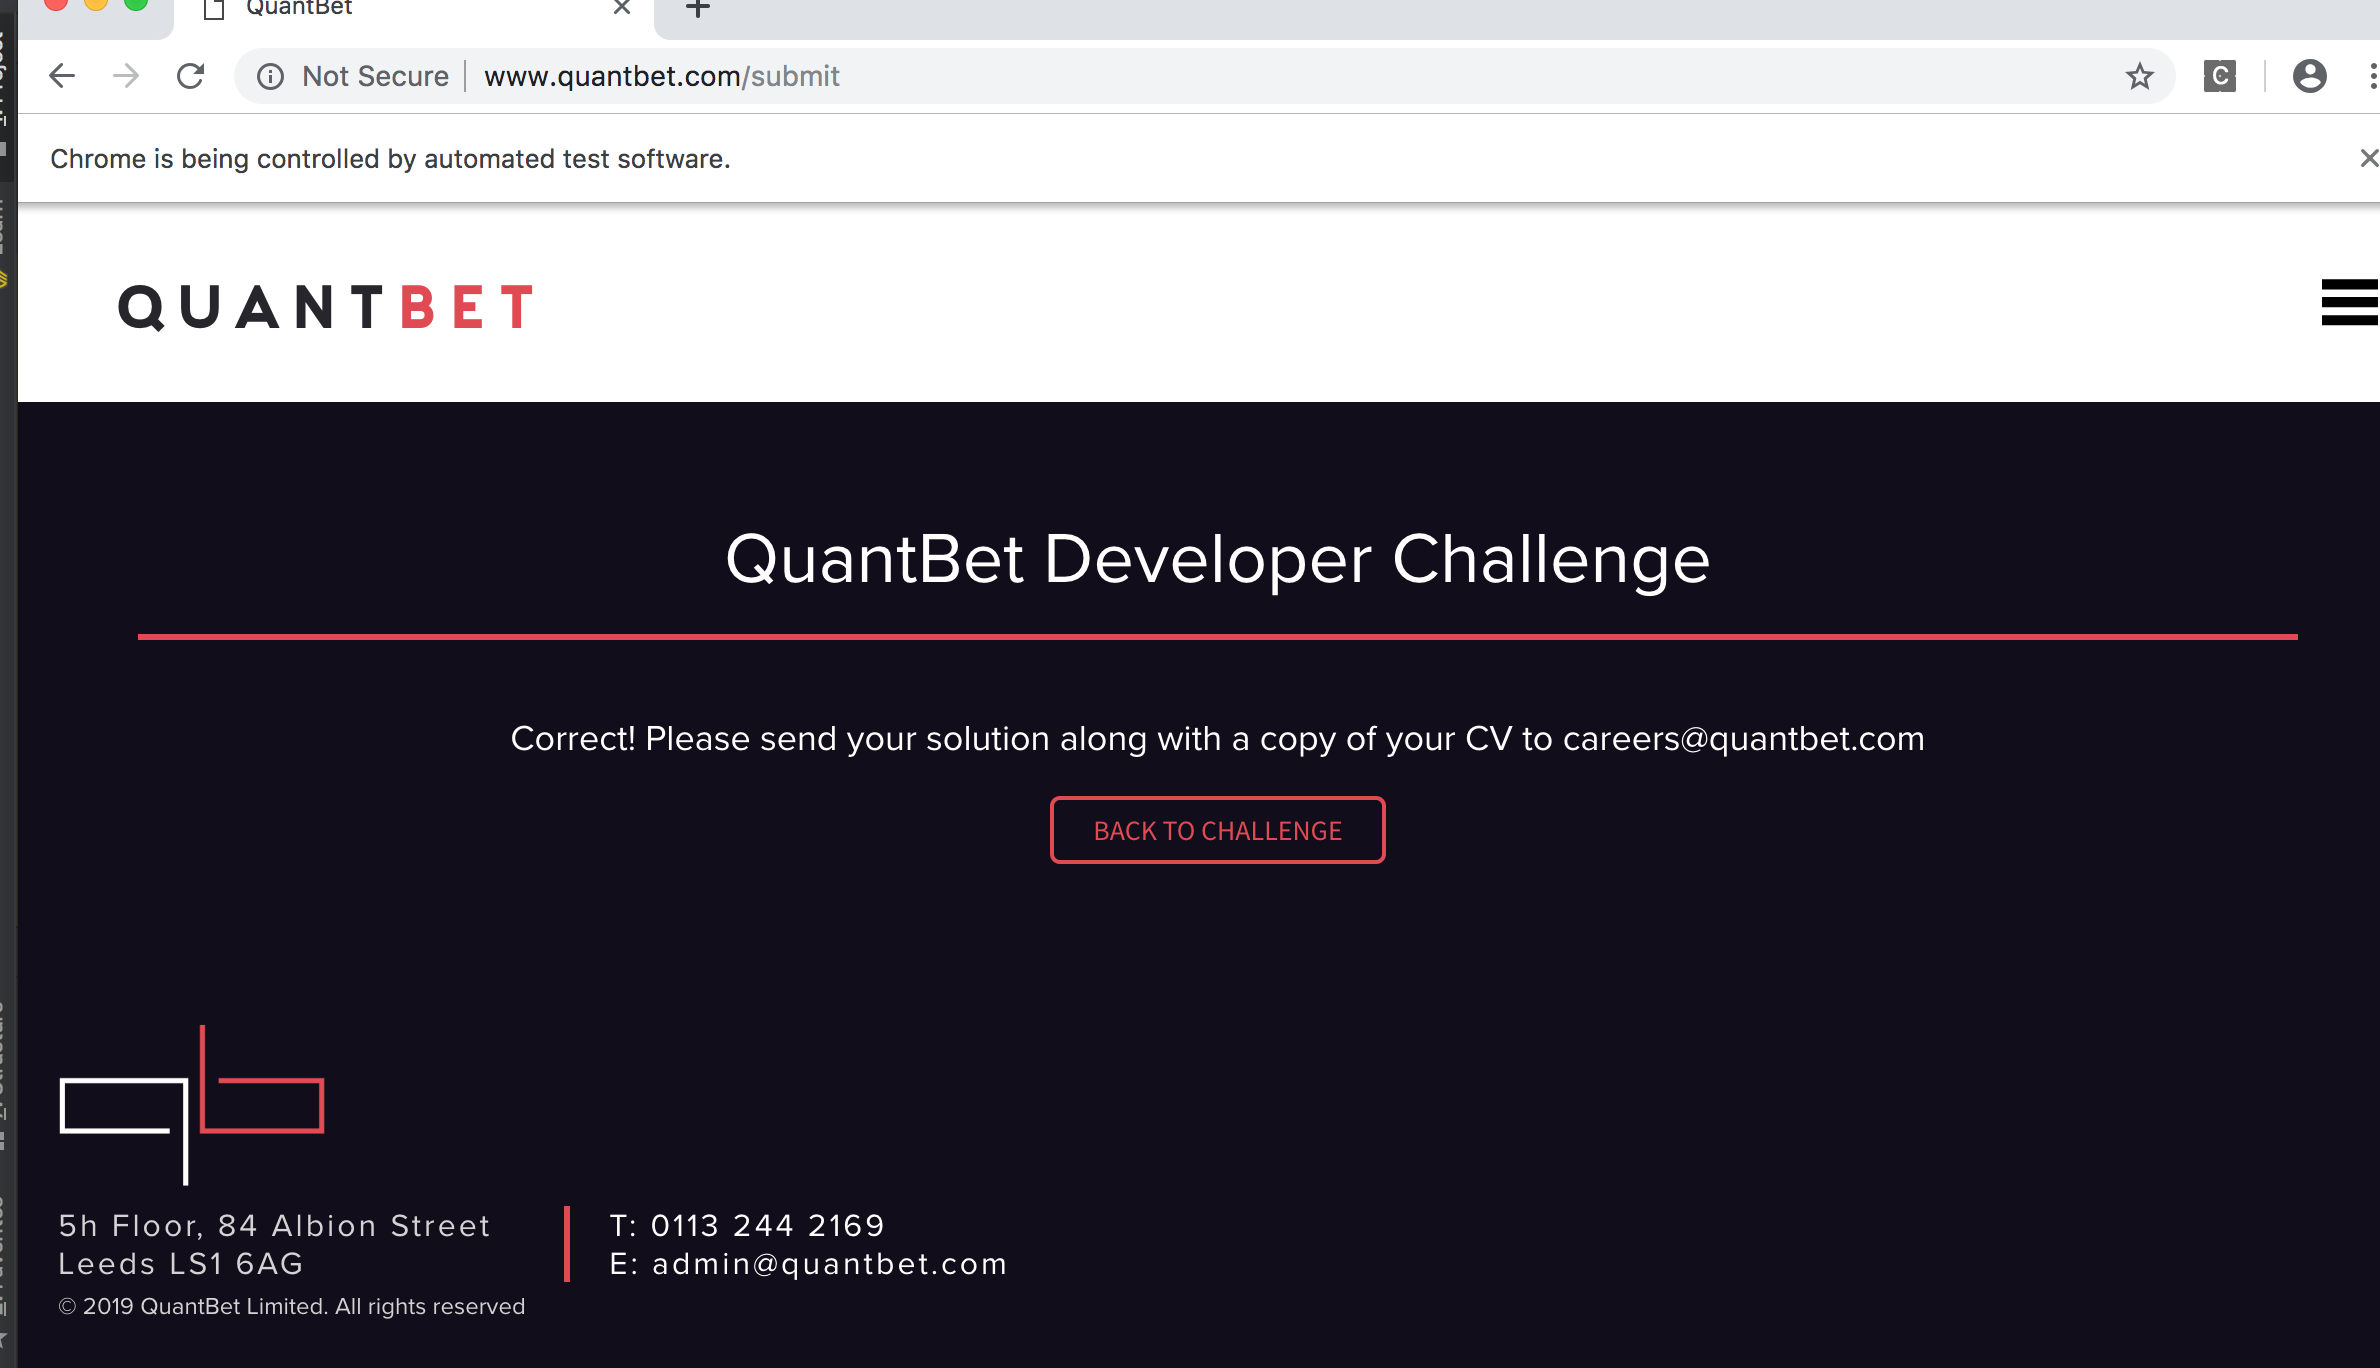 QuantBet
Not Secure www.quantbet.com/submit
C
Chrome is being controlled by automated test software.
QUANTBET
QuantBet Developer Challenge
Correct! Please send your solution along with a copy of your CV to careers@quantbet.com
BACK TO CHALLENGE
5h Floor, 84 Albion Street
Leeds LS1 6AG
T: 0113 244 2169
E: admin@quantbet.com
© 2019 QuantBet Limited. All rights reserved